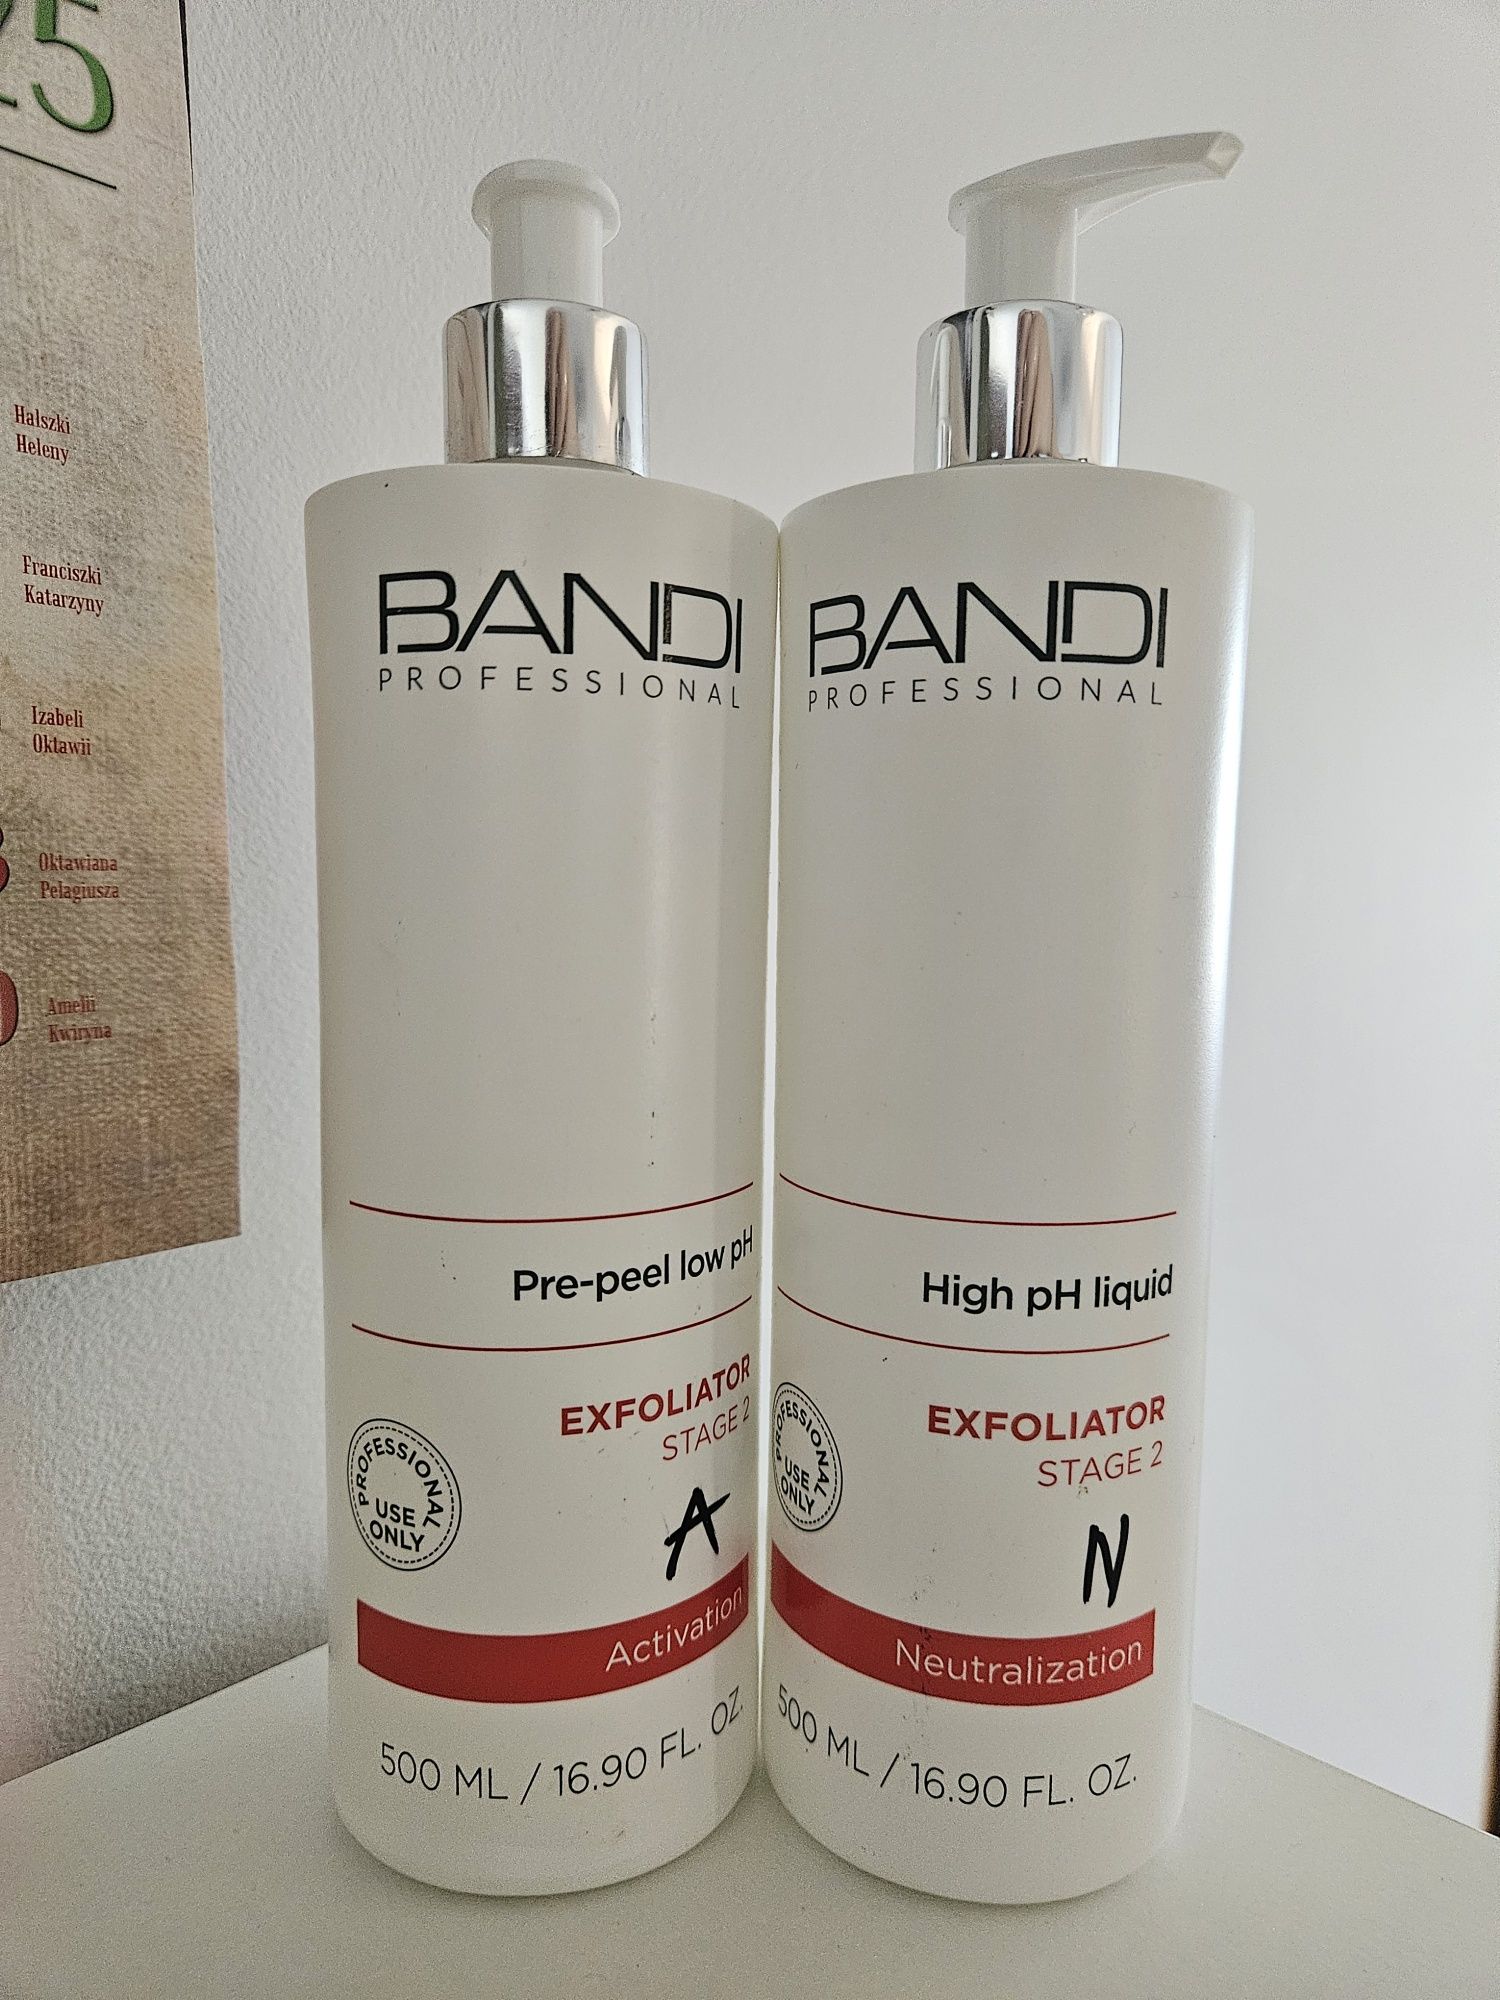 25
Halszki
Heleny
Franciszki
Katarzyny
Izabeli
Oktawii
Oktawiana
Pelagiusza
Amelii
Kwiryna
BANDI
PROFESSIONAL
Pre-peel low pH
EXFOLIATOR
STAGE 2
PROFESSIONAL
USE
ONLY
A
Activation
500 ML / 16.90 FL. OZ.
BANDI
PROFESSIONAL
High pH liquid
EXFOLIATOR
STAGE 2
PROFESSIONAL
USE
ONLY
N
Neutralization
500 ML / 16.90 FL. OZ.